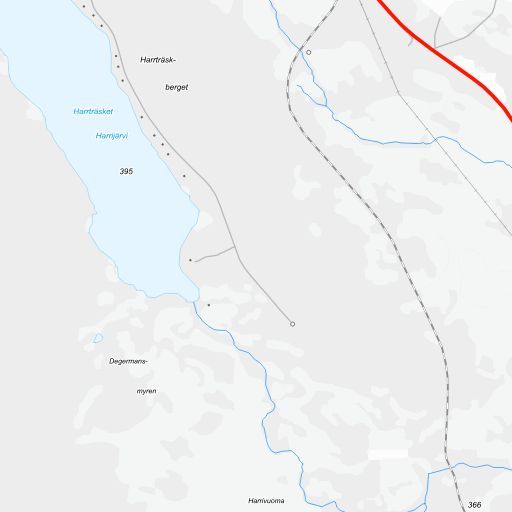 Harrträsk-
berget
Harrträsket
Harrijärvi
395
Degermans-
myren
Harrivuoma
366